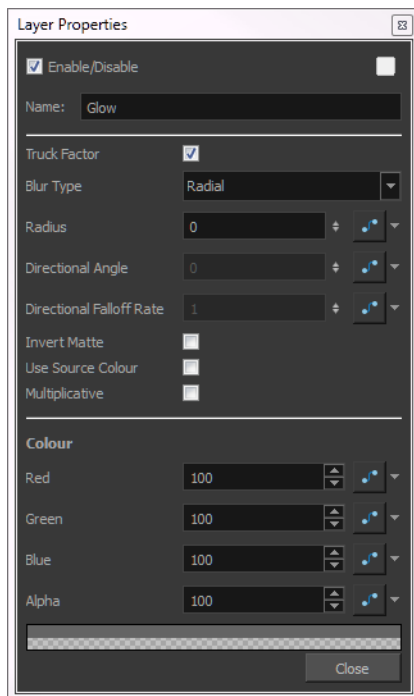 Layer Properties
Enable/Disable
Name: Glow
Truck Factor
Blur Type Radial
Radius 0
Directional Angle 0
Directional Falloff Rate 1
Invert Matte
Use Source Colour
Multiplicative
Colour
Red 100
Green 100
Blue 100
Alpha 100
Close